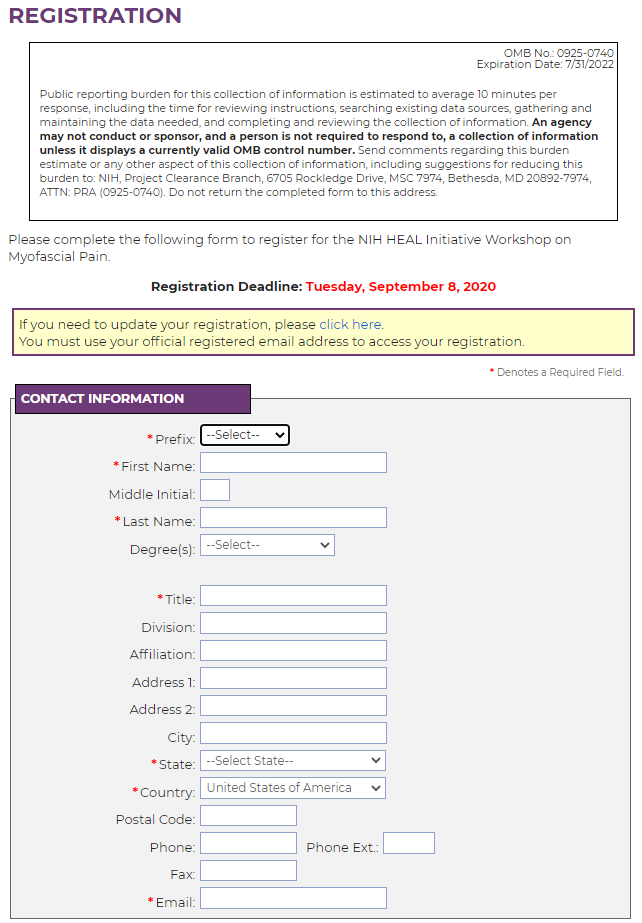 REGISTRATION
OMB No.: 0925-0740
Expiration Date: 7/31/2022
Public reporting burden for this collection of information is estimated to average 10 minutes per
response, including the time for reviewing instructions, searching existing data sources, gathering and
maintaining the data needed, and completing and reviewing the collection of information. An agency
may not conduct or sponsor, and a person is not required to respond to, a collection of information
unless it displays a currently valid OMB control number. Send comments regarding this burden
estimate or any other aspect of this collection of information, including suggestions for reducing this
burden to: NIH, Project Clearance Branch, 6705 Rockledge Drive, MSC 7974, Bethesda, MD 20892-7974,
ATTN: PRA (0925-0740). Do not return the completed form to this address.
Please complete the following form to register for the NIH HEAL Initiative Workshop on
Myofascial Pain.
Registration Deadline: Tuesday, September 8, 2020
If you need to update your registration, please click here.
You must use your official registered email address to access your registration.
* Denotes a Required Field.
CONTACT INFORMATION
*Prefix: --Select--
*First Name:
Middle Initial:
*Last Name:
Degree(s): --Select--
*Title:
Division:
Affiliation:
Address 1:
Address 2:
City:
*State: --Select State--
*Country: United States of America
Postal Code:
Phone: Phone Ext.:
Fax:
*Email: